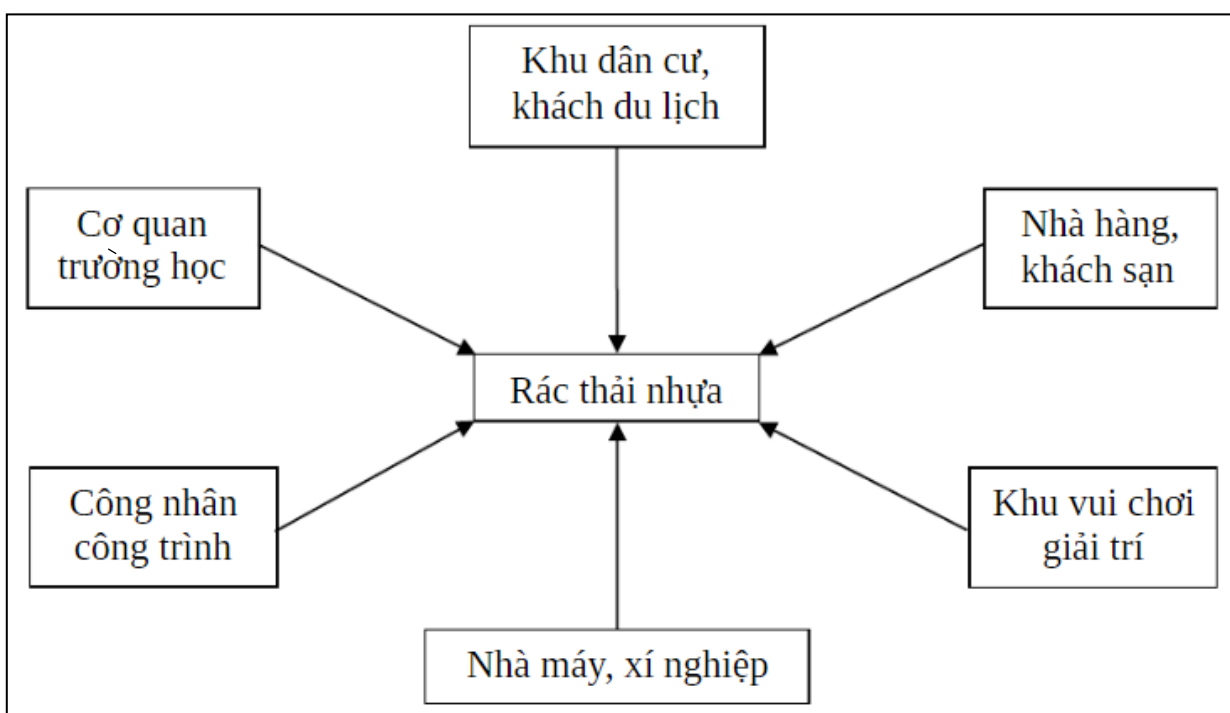 Khu dân cư,
khách du lịch
Cơ quan
trường học
Nhà hàng,
khách sạn
Rác thải nhựa
Công nhân
công trình
Khu vui chơi
giải trí
Nhà máy, xí nghiệp